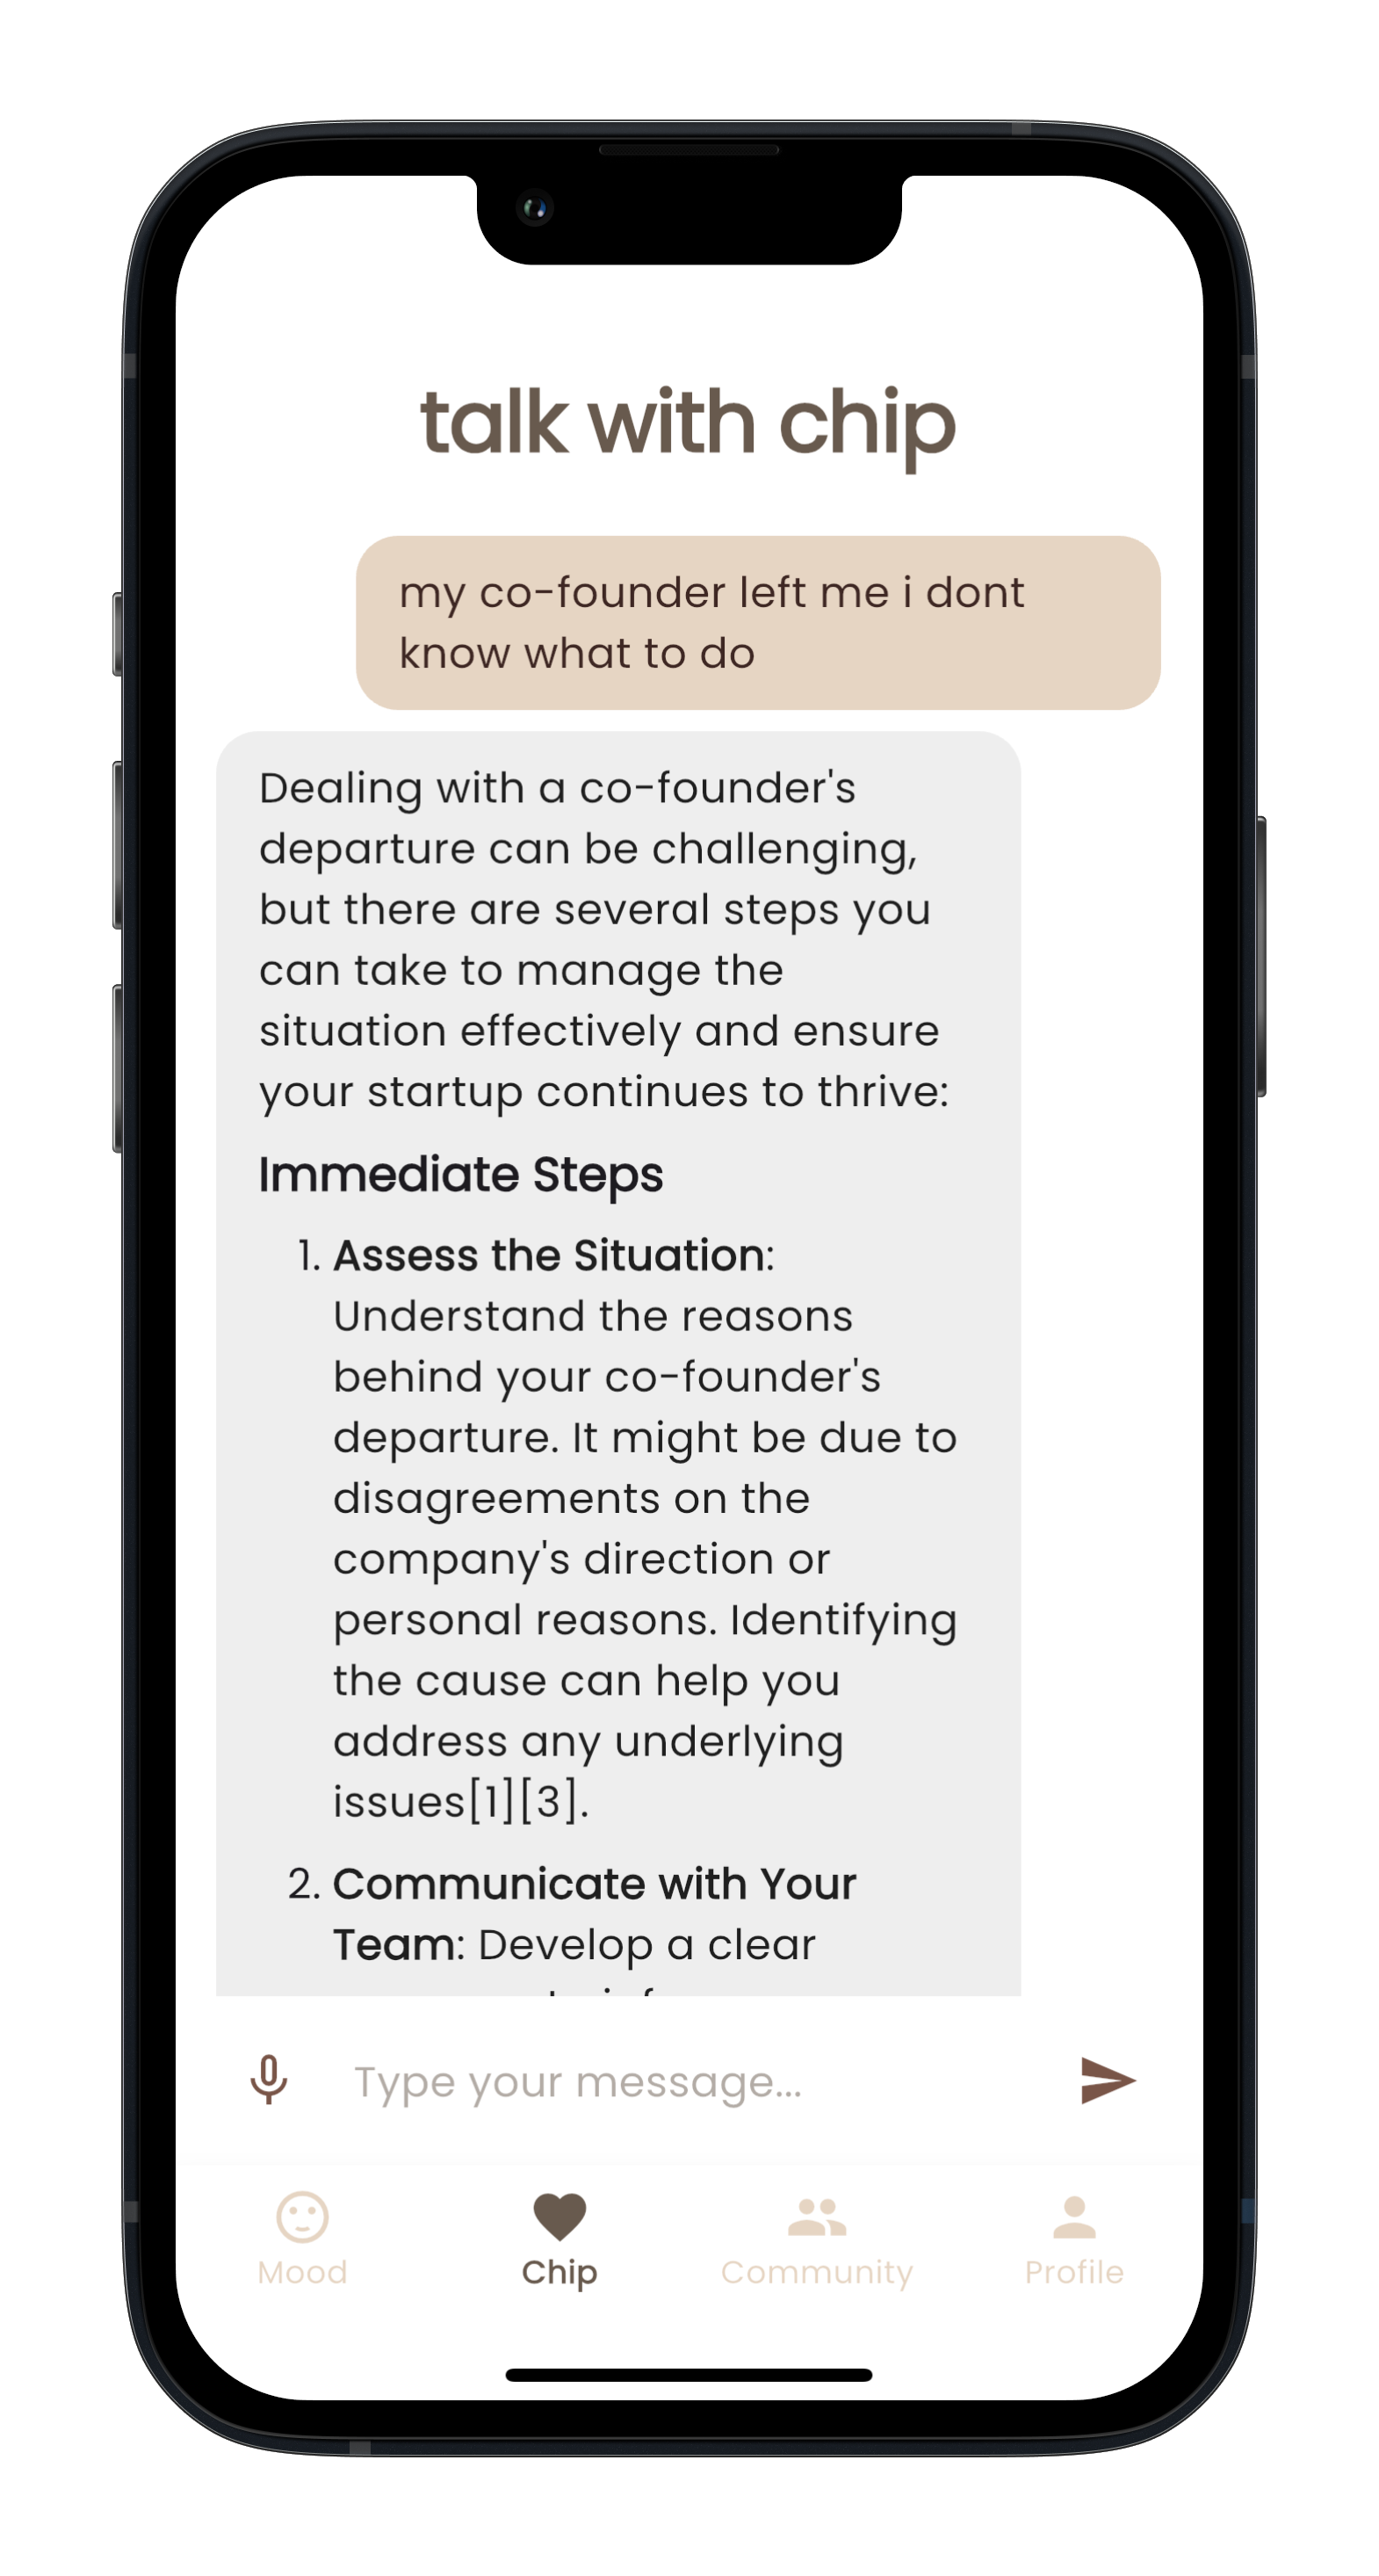 talk with chip
my co-founder left me i dont
know what to do
Dealing with a co-founder's
departure can be challenging,
but there are several steps you
can take to manage the
situation effectively and ensure
your startup continues to thrive:
Immediate Steps
1. Assess the Situation:
Understand the reasons
behind your co-founder's
departure. It might be due to
disagreements on the
company's direction or
personal reasons. Identifying
the cause can help you
address any underlying
issues[1][3].
2. Communicate with Your
Team: Develop a clear
Type your message...
Mood
Chip
Community
Profile